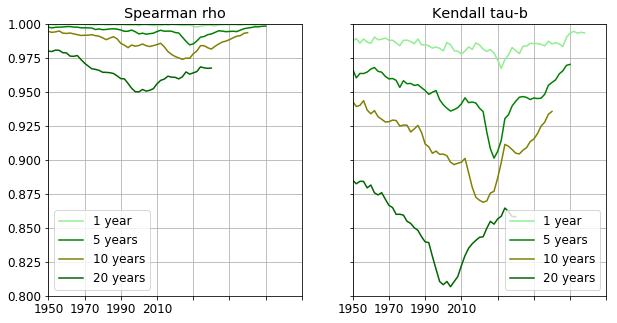 Spearman rho
Kendall tau-b
1.000
0.975
0.950
0.925
0.900
0.875
0.850
0.825
0.800
1 year
5 years
10 years
20 years
1 year
5 years
10 years
20 years
1950 1970 1990 2010
1950 1970 1990 2010